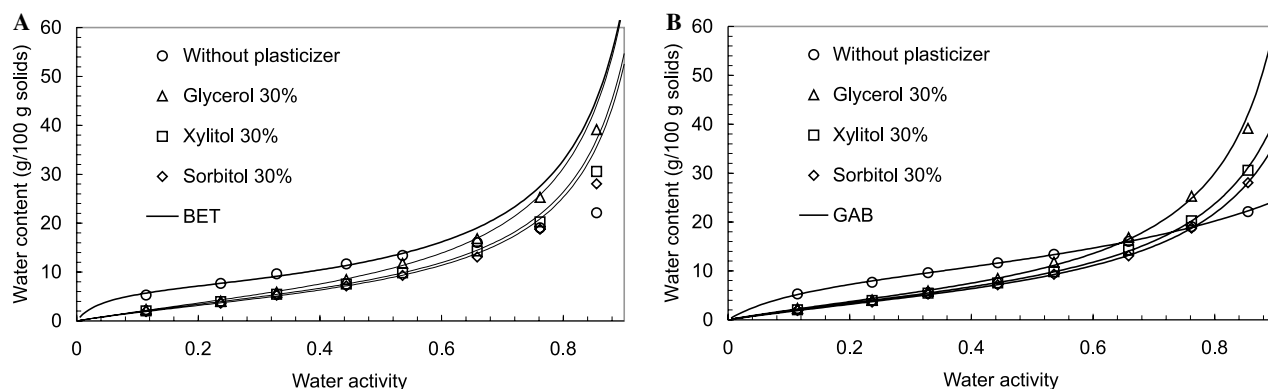 A
Water content (g/100 g solids)
60
50
40
30
20
10
0
Without plasticizer
Glycerol 30%
Xylitol 30%
Sorbitol 30%
BET
0 0.2 0.4 0.6 0.8
Water activity
B
Water content (g/100 g solids)
60
50
40
30
20
10
0
Without plasticizer
Glycerol 30%
Xylitol 30%
Sorbitol 30%
GAB
0 0.2 0.4 0.6 0.8
Water activity